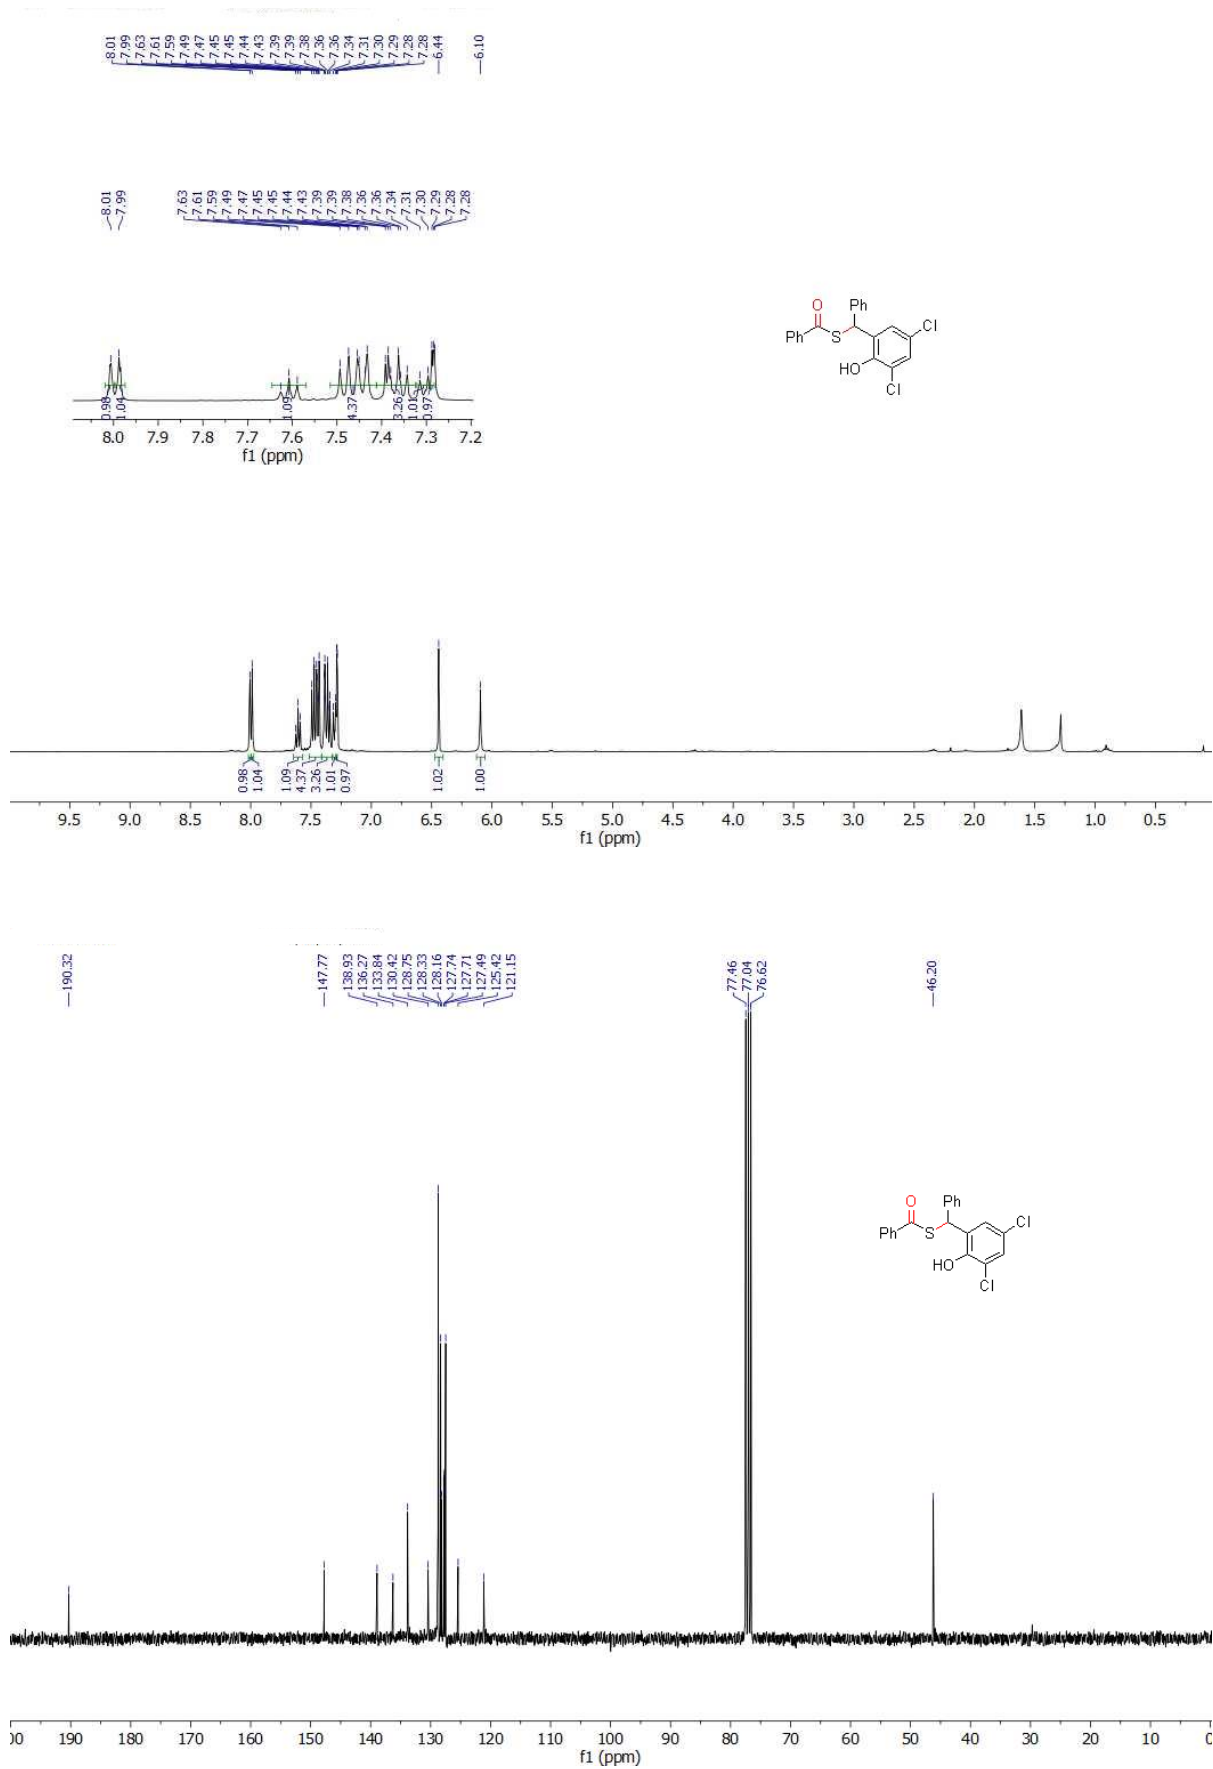 8.01 7.99 7.63 7.61 7.59 7.49 7.47 7.45 7.45 7.44 7.43 7.39 7.39 7.38 7.36 7.36 7.34 7.31 7.30 7.29 7.28 7.28 6.44 6.10
8.01 7.99 7.63 7.61 7.59 7.49 7.47 7.45 7.45 7.44 7.43 7.39 7.39 7.38 7.36 7.36 7.34 7.31 7.30 7.29 7.28 7.28
O Ph
Ph S Cl
HO
Cl
0.98 1.04 1.09 4.37 3.26 1.01 0.97
8.0 7.9 7.8 7.7 7.6 7.5 7.4 7.3 7.2
f1 (ppm)
0.98 1.04 1.09 4.37 3.26 1.01 0.97 1.02 1.00
9.5 9.0 8.5 8.0 7.5 7.0 6.5 6.0 5.5 5.0 4.5 4.0 3.5 3.0 2.5 2.0 1.5 1.0 0.5
f1 (ppm)
190.32 147.77 138.93 136.27 133.84 130.42 128.75 128.33 128.16 127.74 127.71 127.49 125.42 121.15 77.46 77.04 76.62 46.20
O Ph
Ph S Cl
HO
Cl
00 190 180 170 160 150 140 130 120 110 100 90 80 70 60 50 40 30 20 10 0
f1 (ppm)